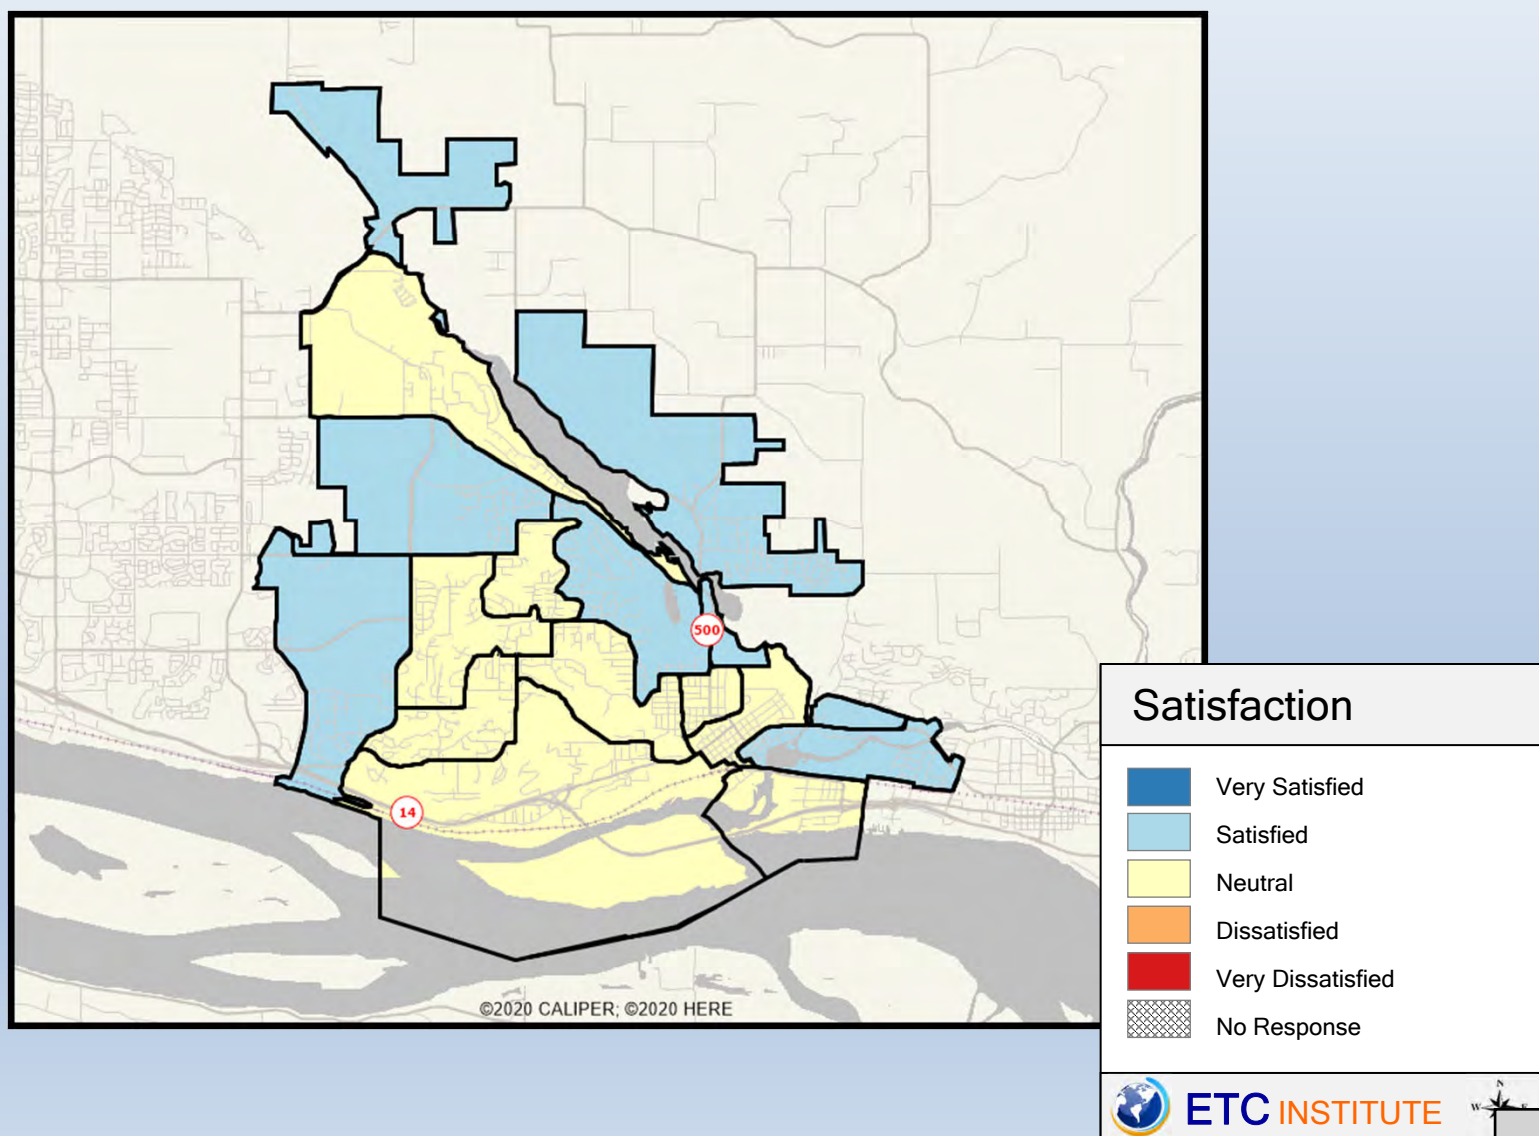 500
14
©2020 CALIPER; ©2020 HERE
Satisfaction
Very Satisfied
Satisfied
Neutral
Dissatisfied
Very Dissatisfied
No Response
ETC INSTITUTE
N
W
E